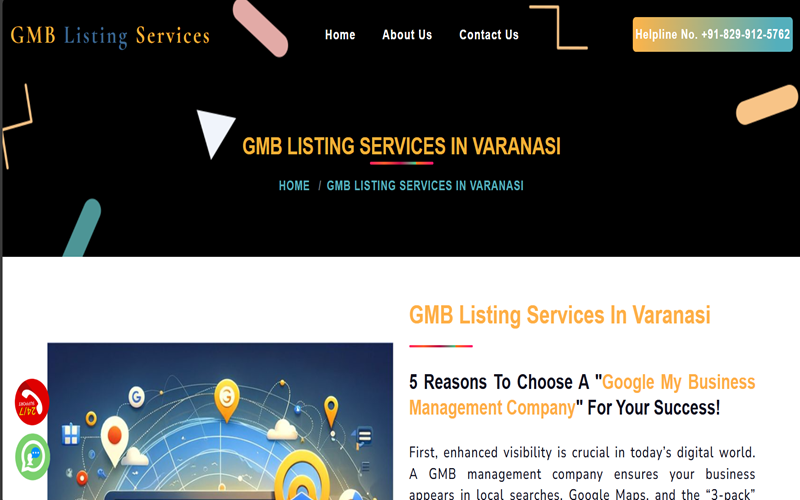 GMB Listing Services
Home About Us Contact Us
Helpline No. +91-829-912-5762
GMB LISTING SERVICES IN VARANASI
HOME / GMB LISTING SERVICES IN VARANASI
GMB Listing Services In Varanasi
5 Reasons To Choose A "Google My Business
Management Company" For Your Success!
24/7
SUPPORT
G
G
First, enhanced visibility is crucial in today’s digital world.
A GMB management company ensures your business
appears in local searches, Google Maps, and the “3-pack”